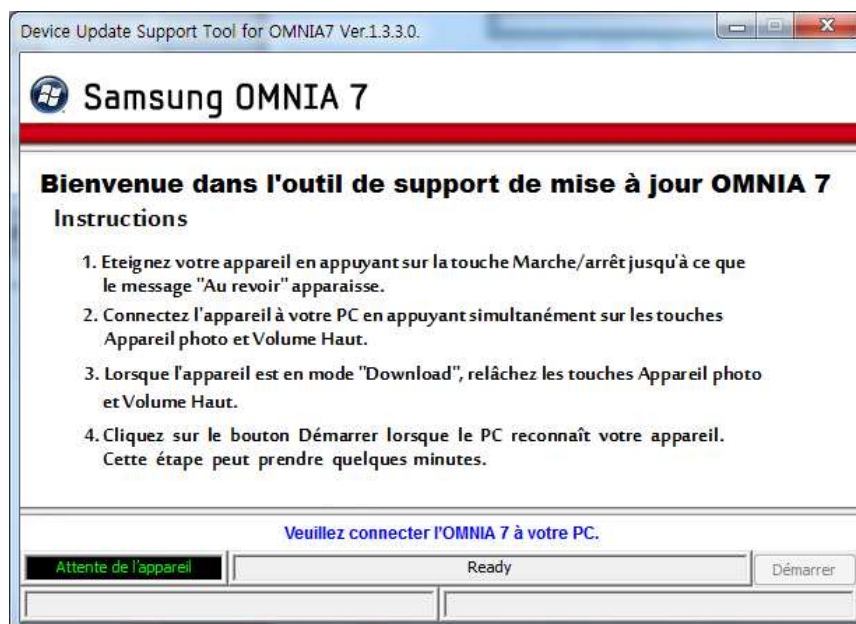 Device Update Support Tool for OMNIA7 Ver.1.3.3.0.
Samsung OMNIA 7
Bienvenue dans l'outil de support de mise à jour OMNIA 7
Instructions
1. Eteignez votre appareil en appuyant sur la touche Marche/arrêt jusqu'à ce que
le message "Au revoir" apparaisse.
2. Connectez l'appareil à votre PC en appuyant simultanément sur les touches
Appareil photo et Volume Haut.
3. Lorsque l'appareil est en mode "Download", relâchez les touches Appareil photo
et Volume Haut.
4. Cliquez sur le bouton Démarrer lorsque le PC reconnaît votre appareil.
Cette étape peut prendre quelques minutes.
Veuillez connecter l'OMNIA 7 à votre PC.
Attente de l'appareil
Ready
Démarrer